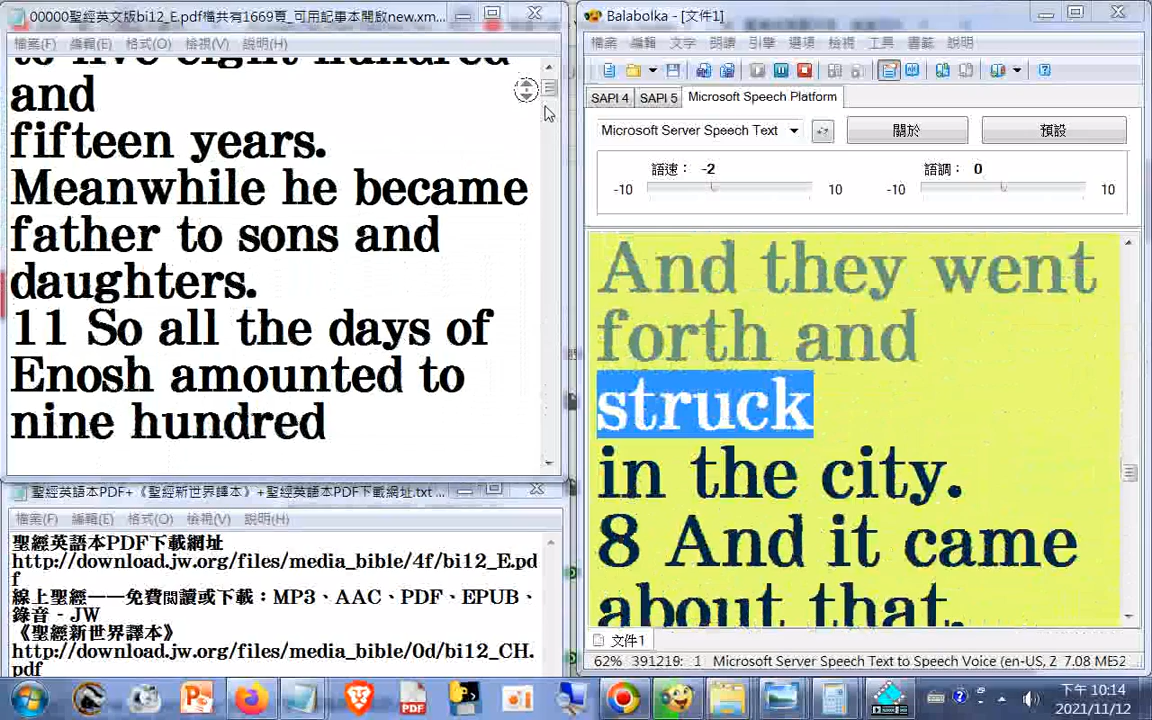 00000聖經英文版bi12_E.pdf檔共有1669頁_可用記事本開啟new.xm...
檔案(F) 編輯(E) 格式(O) 檢視(V) 說明(H)
to five eight hundred
and
fifteen years.
Meanwhile he became
father to sons and
daughters.
11 So all the days of
Enosh amounted to
nine hundred
聖經英語本PDF+《聖經新世界譯本》+聖經英語本PDF下載網址.txt ...
檔案(F) 編輯(E) 格式(O) 檢視(V) 說明(H)
聖經英語本PDF下載網址
http://download.jw.org/files/media_bible/4f/bi12_E.pd
f
線上聖經——免費閱讀或下載：MP3、AAC、PDF、EPUB、
錄音 - JW
《聖經新世界譯本》
http://download.jw.org/files/media_bible/0d/bi12_CH.
pdf
Balabolka - [文件1]
檔案 編輯 文字 朗讀 引擎 選項 檢視 工具 書籤 說明
SAPI 4 SAPI 5 Microsoft Speech Platform
Microsoft Server Speech Text 關於 預設
語速： -2 語調： 0
-10 10 -10 10
And they went
forth and
struck
in the city.
8 And it came
about that,
文件1
62% 391219: 1 Microsoft Server Speech Text to Speech Voice (en-US, Z 7.08 ME52
下午 10:14
2021/11/12